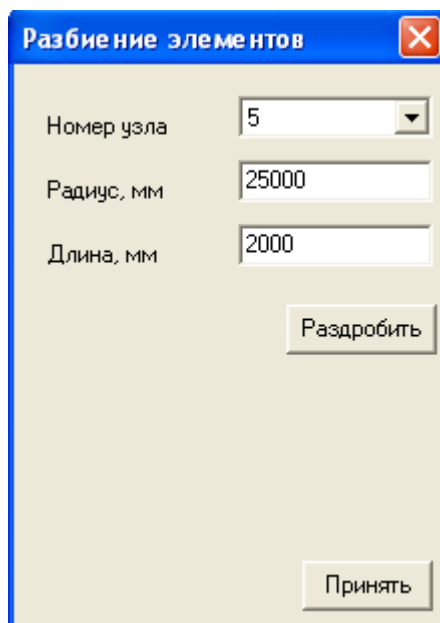 Разбиение элементов
Номер узла 5
Радиус, мм 25000
Длина, мм 2000
Раздробить
Принять